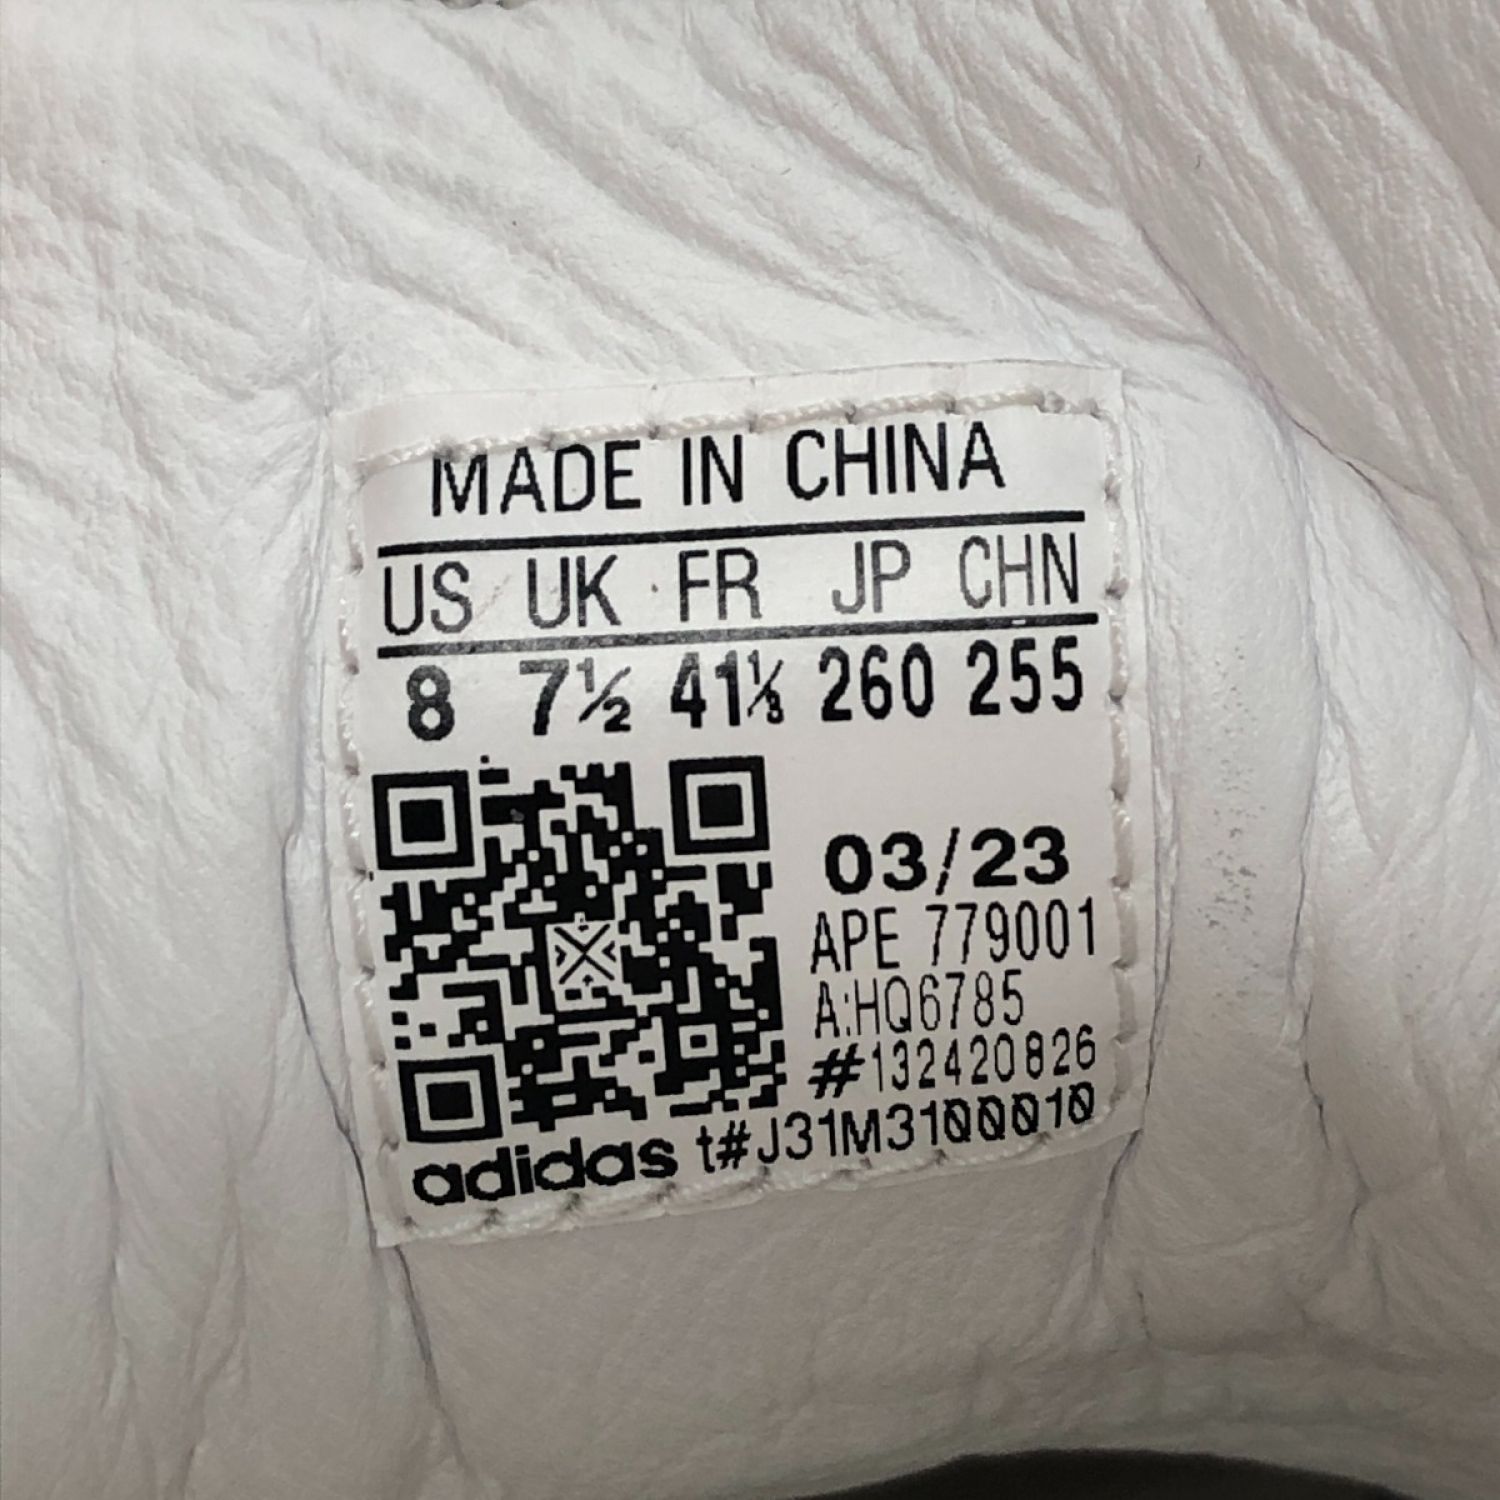 MADE IN CHINA
US UK FR JP CHN
8 7½ 41⅓ 260 255
03/23
APE 779001
A:HQ6785
#132420826
adidas t#J31M3100010